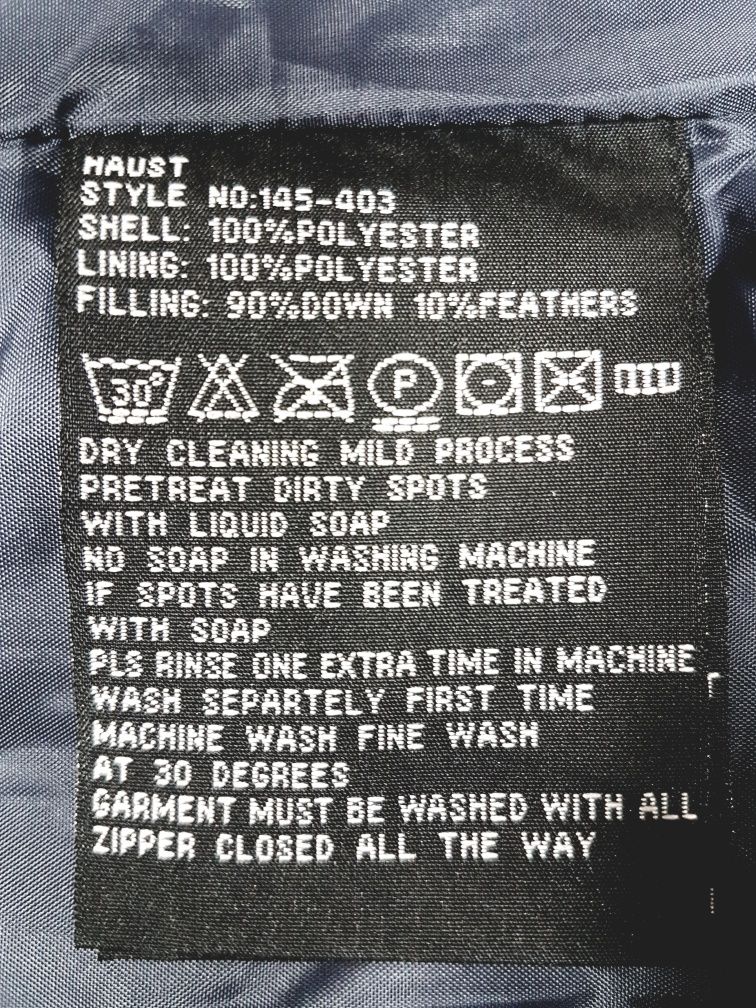 HAUST
STYLE NO:145-403
SHELL: 100%POLYESTER
LINING: 100%POLYESTER
FILLING: 90%DOWN 10%FEATHERS
30° P
DRY CLEANING MILD PROCESS
PRETREAT DIRTY SPOTS
WITH LIQUID SOAP
NO SOAP IN WASHING MACHINE
IF SPOTS HAVE BEEN TREATED
WITH SOAP
PLS RINSE ONE EXTRA TIME IN MACHINE
WASH SEPARTELY FIRST TIME
MACHINE WASH FINE WASH
AT 30 DEGREES
GARMENT MUST BE WASHED WITH ALL
ZIPPER CLOSED ALL THE WAY